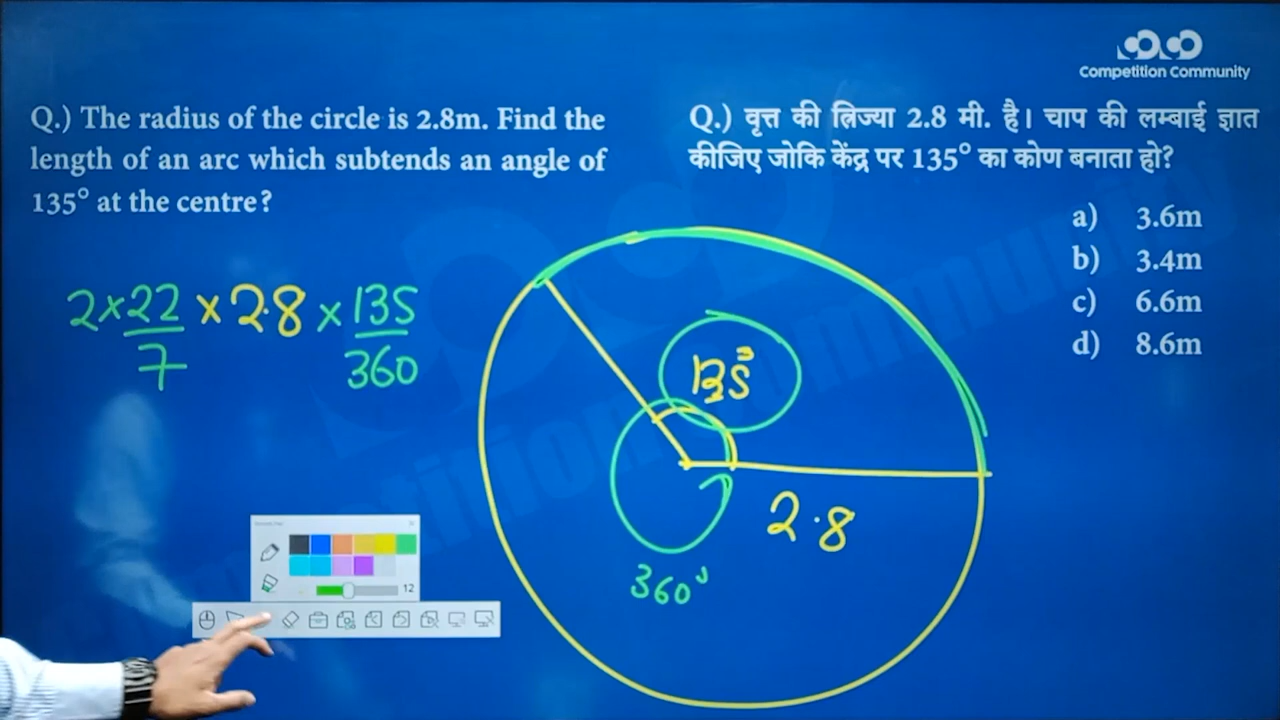 Competition Community
Q.) The radius of the circle is 2.8m. Find the
length of an arc which subtends an angle of
135° at the centre?
Q.) वृत्त की त्रिज्या 2.8 मी. है। चाप की लम्बाई ज्ञात
कीजिए जोकि केंद्र पर 135° का कोण बनाता हो?
a) 3.6m
b) 3.4m
c) 6.6m
d) 8.6m
2×22/7 × 2.8 × 135/360
135°
2.8
360°
12